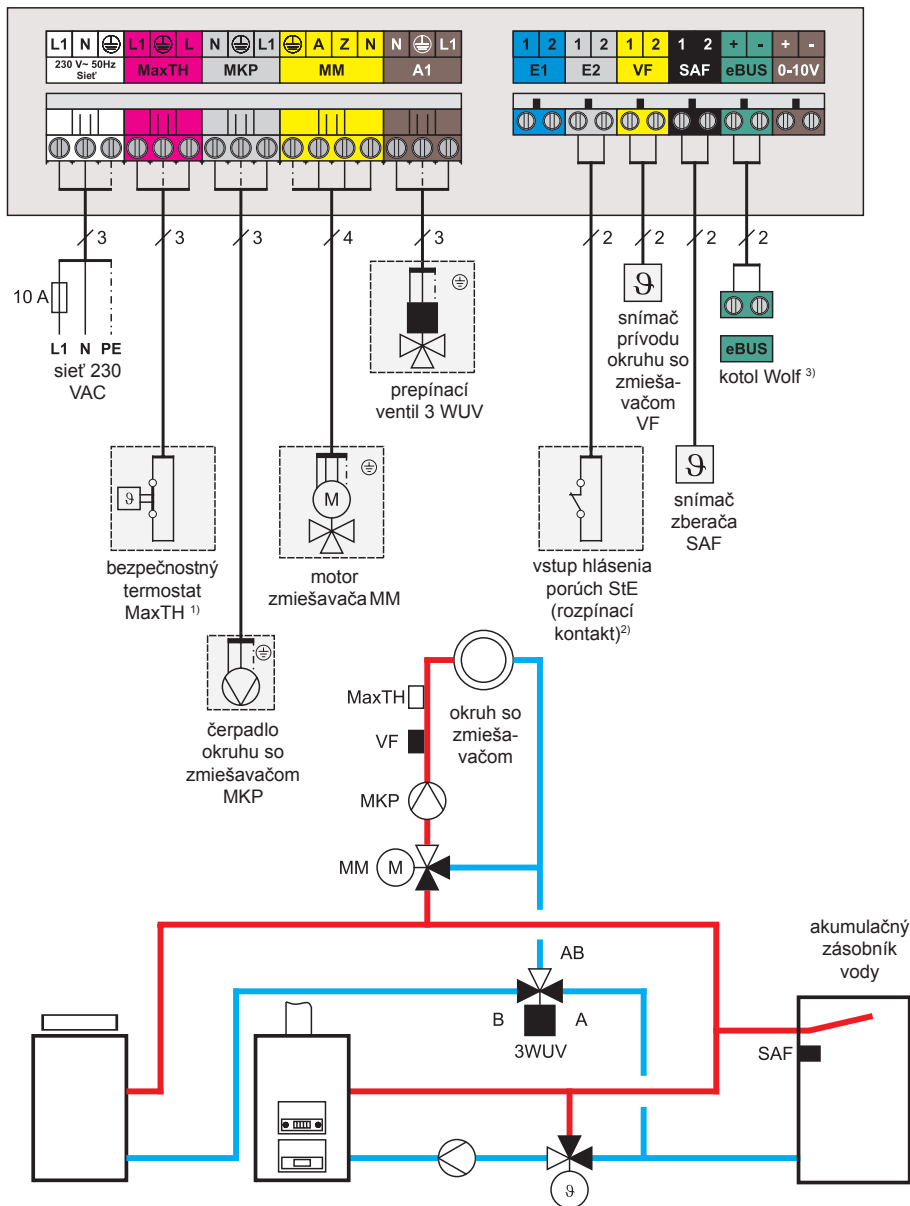 L1 N L1 L N L1 A Z N N L1
230 V~ 50Hz
Sieť
MaxTH MKP MM A1
1 2 1 2 1 2 1 2 + - + -
E1 E2 VF SAF eBUS 0-10V
3 3 3 4 3 2 2 2 2
10 A
L1 N PE
sieť 230
VAC
prepínací
ventil 3 WUV
ϑ
snímač
prívodu
okruhu so
zmieša-
vačom
VF
eBUS
kotol Wolf 3)
ϑ
bezpečnostný
termostat
MaxTH 1)
M
motor
zmiešavača MM
vstup hlásenia
porúch StE
(rozpínací
kontakt)2)
ϑ
snímač
zberača
SAF
čerpadlo
okruhu so
zmiešavačom
MKP
MaxTH
VF
MKP
MM M
okruh so
zmieša-
vačom
AB
B A
3WUV
akumulačný
zásobník
vody
SAF
ϑ